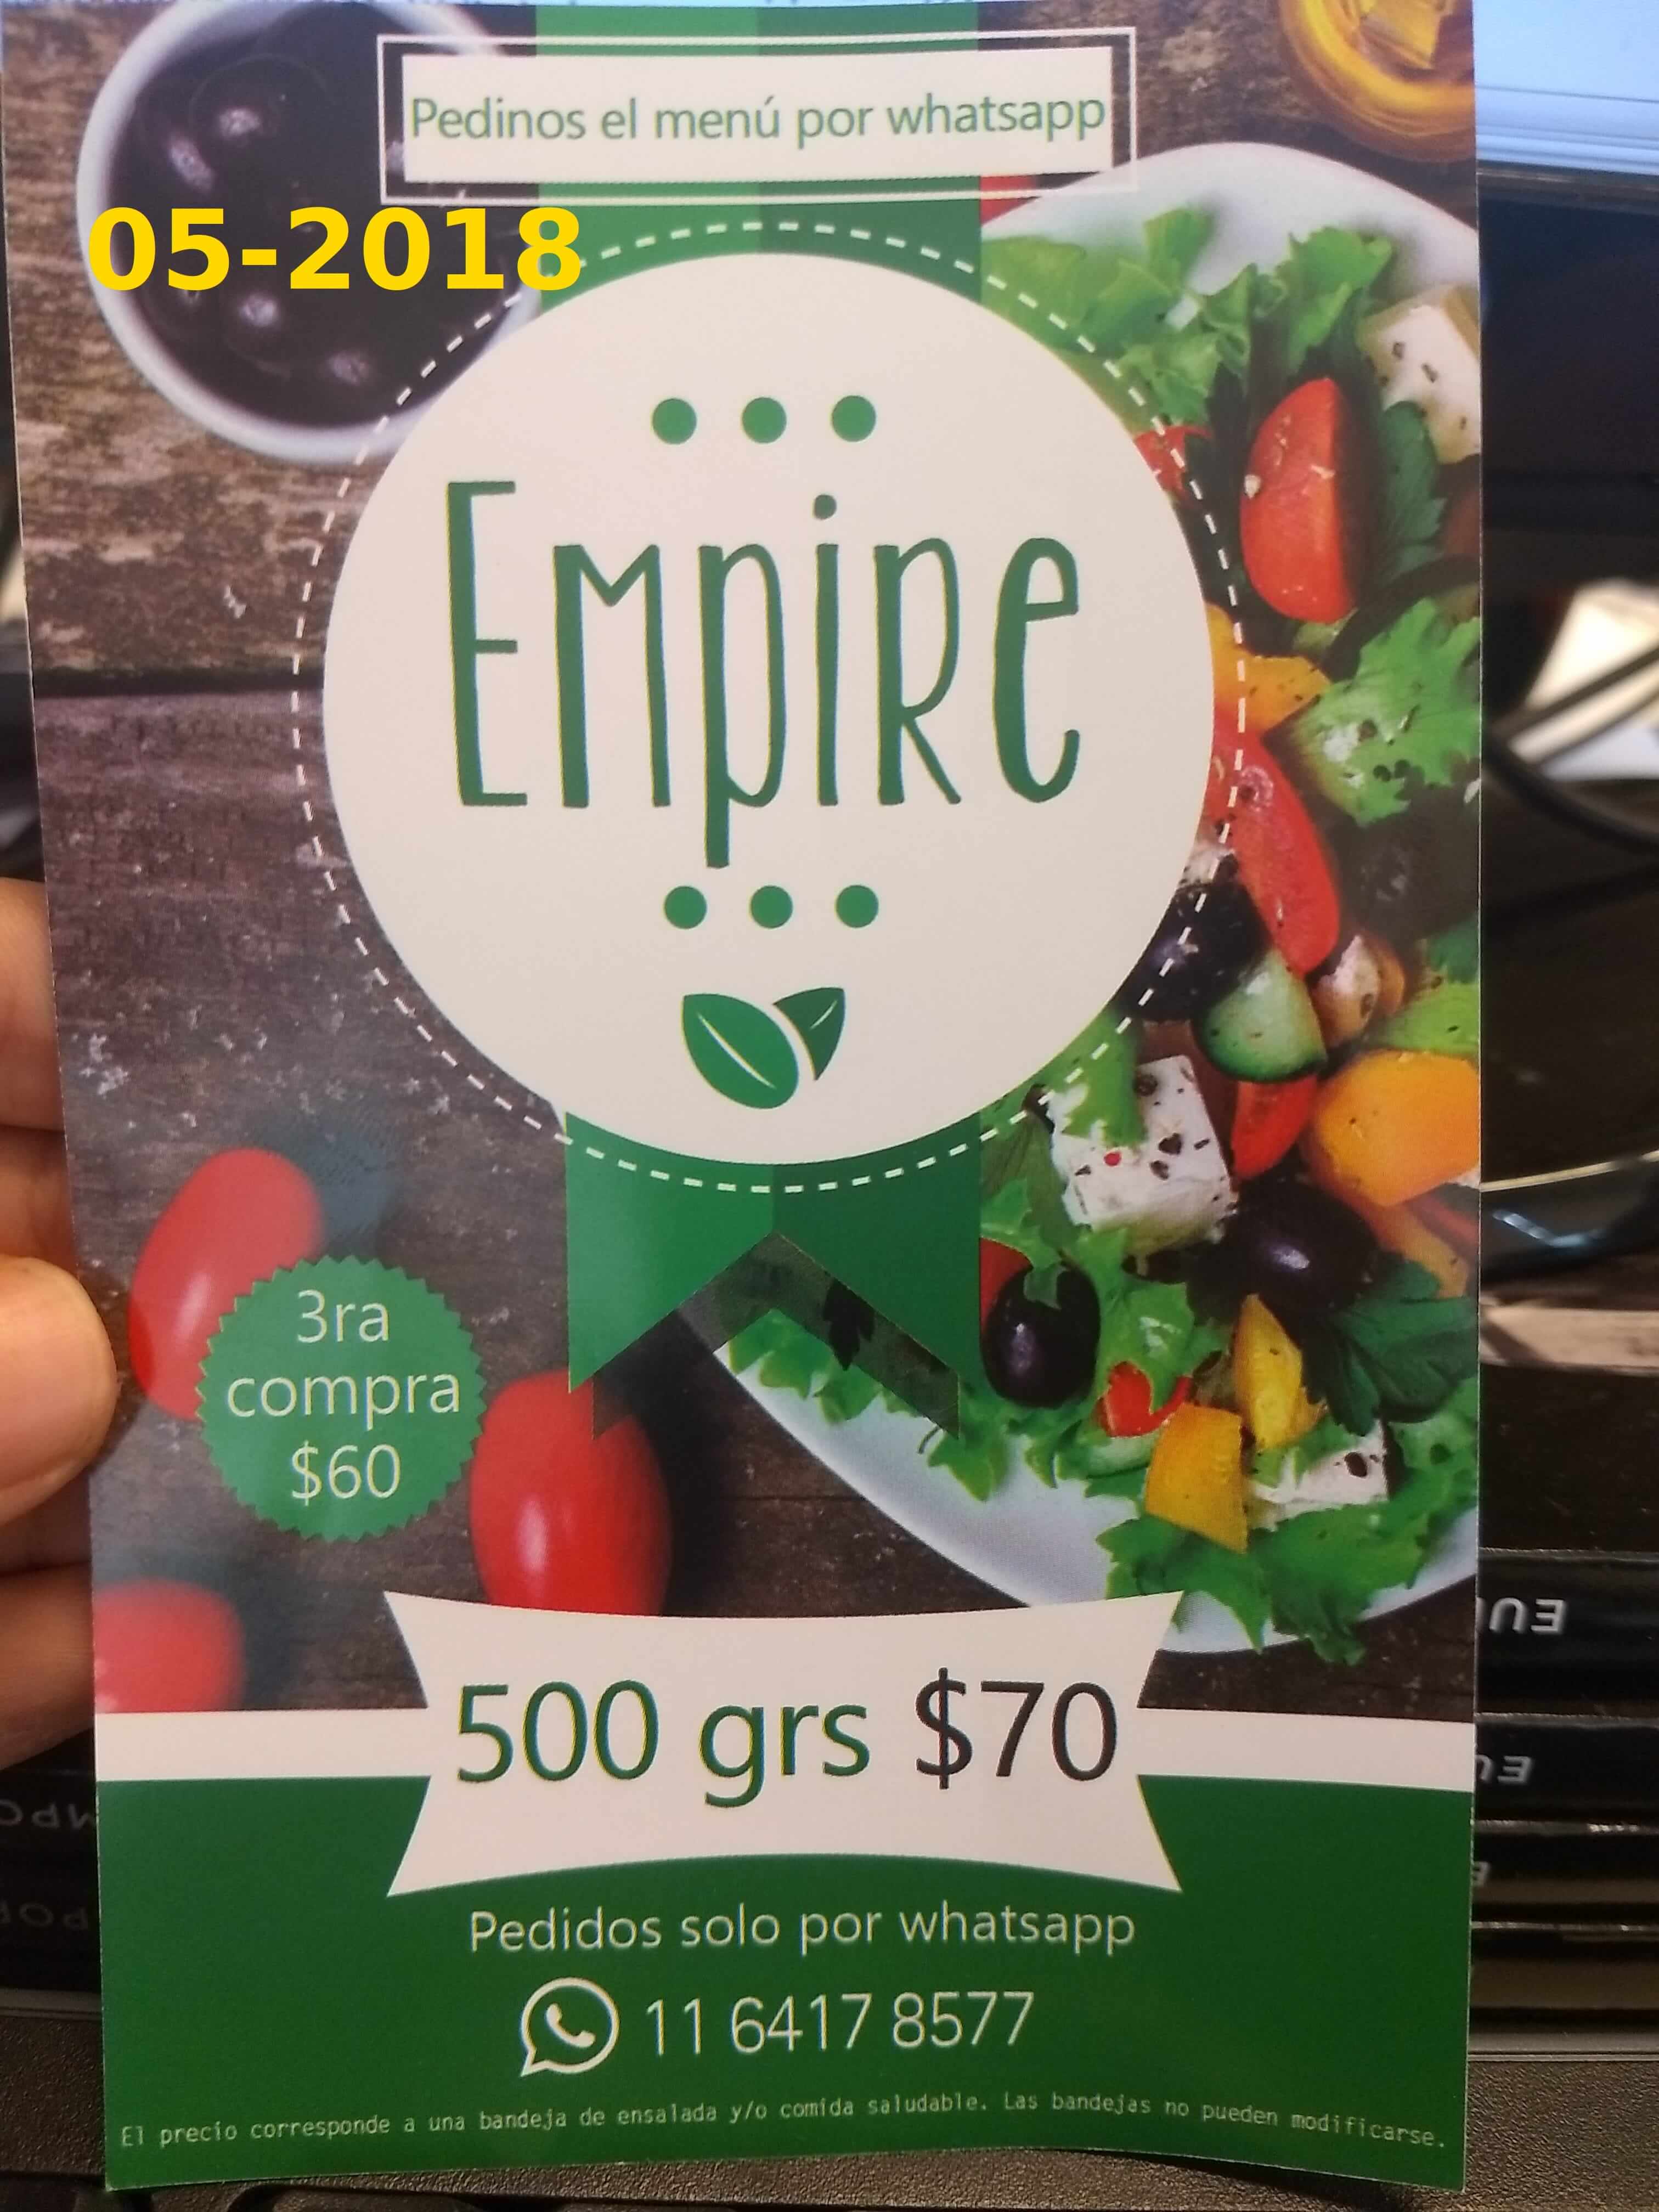 Pedinos el menú por whatsapp
05-2018
Empire
3ra
compra
$60
500 grs $70
Pedidos solo por whatsapp
11 6417 8577
El precio corresponde a una bandeja de ensalada y/o comida saludable. Las bandejas no pueden modificarse.